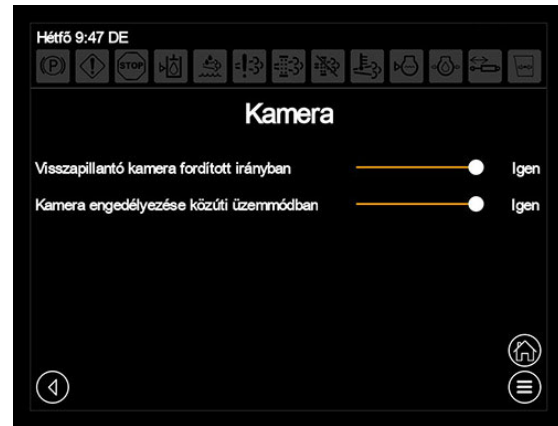 Hétfő 9:47 DE
(P)
STOP
Kamera
Visszapillantó kamera fordított irányban
Igen
Kamera engedélyezése közúti üzemmódban
Igen